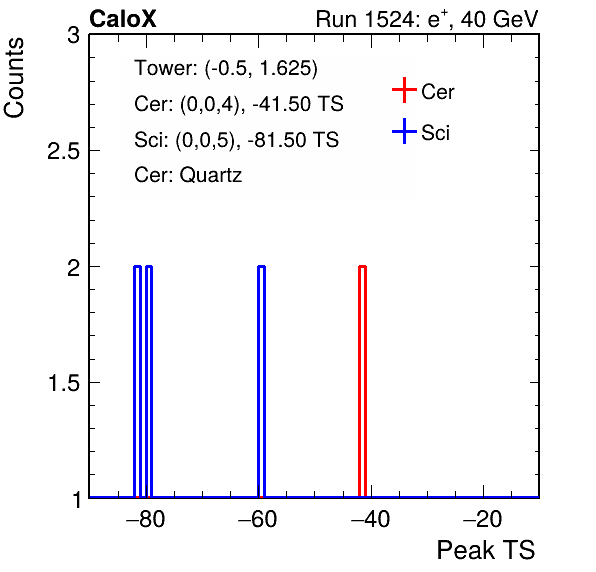 CaloX Run 1524: e⁺, 40 GeV
Counts
3
2.5
2
1.5
1
Tower: (-0.5, 1.625)
Cer: (0,0,4), -41.50 TS
Sci: (0,0,5), -81.50 TS
Cer: Quartz
Cer
Sci
−80 −60 −40 −20
Peak TS